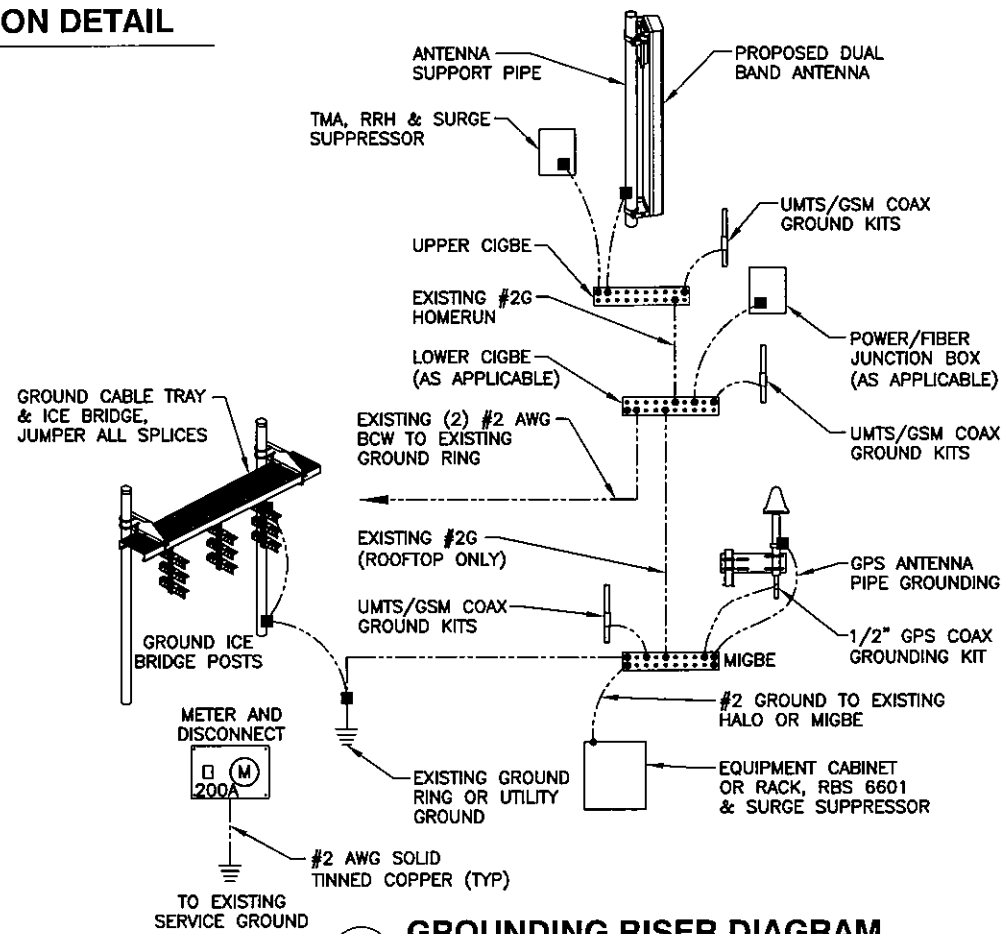 ON DETAIL
ANTENNA
SUPPORT PIPE
PROPOSED DUAL
BAND ANTENNA
TMA, RRH & SURGE
SUPPRESSOR
UMTS/GSM COAX
GROUND KITS
UPPER CIGBE
EXISTING #2G
HOMERUN
POWER/FIBER
JUNCTION BOX
(AS APPLICABLE)
LOWER CIGBE
(AS APPLICABLE)
GROUND CABLE TRAY
& ICE BRIDGE,
JUMPER ALL SPLICES
EXISTING (2) #2 AWG
BCW TO EXISTING
GROUND RING
UMTS/GSM COAX
GROUND KITS
EXISTING #2G
(ROOFTOP ONLY)
GPS ANTENNA
PIPE GROUNDING
UMTS/GSM COAX
GROUND KITS
1/2" GPS COAX
GROUNDING KIT
GROUND ICE
BRIDGE POSTS
MIGBE
#2 GROUND TO EXISTING
HALO OR MIGBE
METER AND
DISCONNECT
M
200A
EXISTING GROUND
RING OR UTILITY
GROUND
EQUIPMENT CABINET
OR RACK, RBS 6601
& SURGE SUPPRESSOR
#2 AWG SOLID
TINNED COPPER (TYP)
TO EXISTING
SERVICE GROUND
GROUNDING RISER DIAGRAM